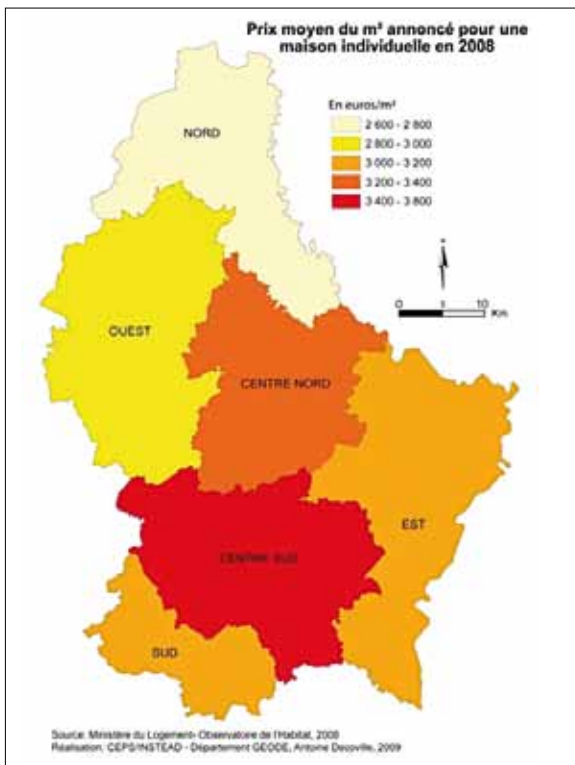 Prix moyen du m² annoncé pour une
maison individuelle en 2008
En euros/m²
2 600 - 2 800
2 800 - 3 000
3 000 - 3 200
3 200 - 3 400
3 400 - 3 800
NORD
0 5 10
Km
OUEST
CENTRE NORD
EST
CENTRE SUD
SUD
Source: Ministère du Logement- Observatoire de l'Habitat, 2008
Réalisation: CEPS/INSTEAD - Département GEODE, Antoine Decoville, 2009